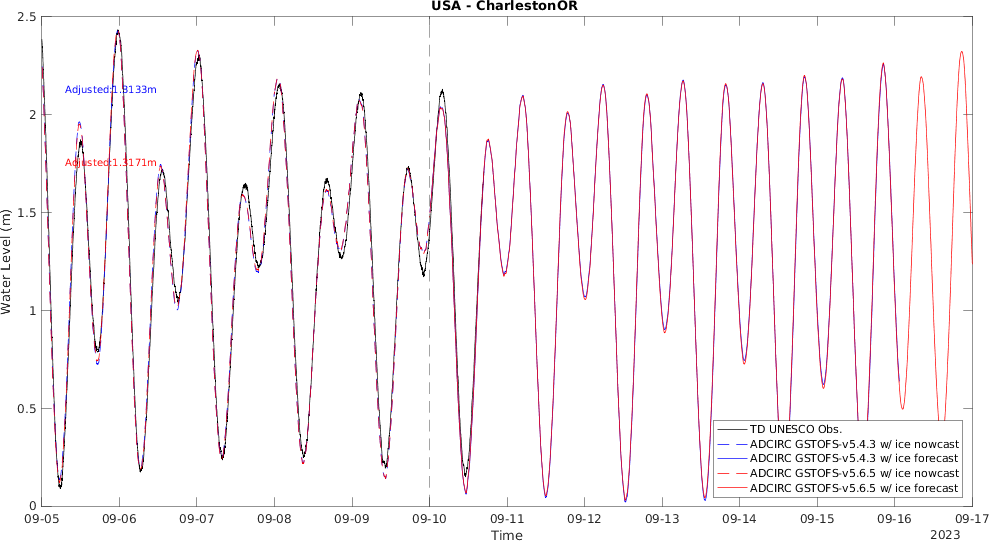 USA - CharlestonOR
2.5
2
1.5
1
0.5
0
Water Level (m)
Adjusted:1.3133m
Adjusted:1.3171m
TD UNESCO Obs.
ADCIRC GSTOFS-v5.4.3 w/ ice nowcast
ADCIRC GSTOFS-v5.4.3 w/ ice forecast
ADCIRC GSTOFS-v5.6.5 w/ ice nowcast
ADCIRC GSTOFS-v5.6.5 w/ ice forecast
09-05 09-06 09-07 09-08 09-09 09-10 09-11 09-12 09-13 09-14 09-15 09-16 09-17
Time
2023